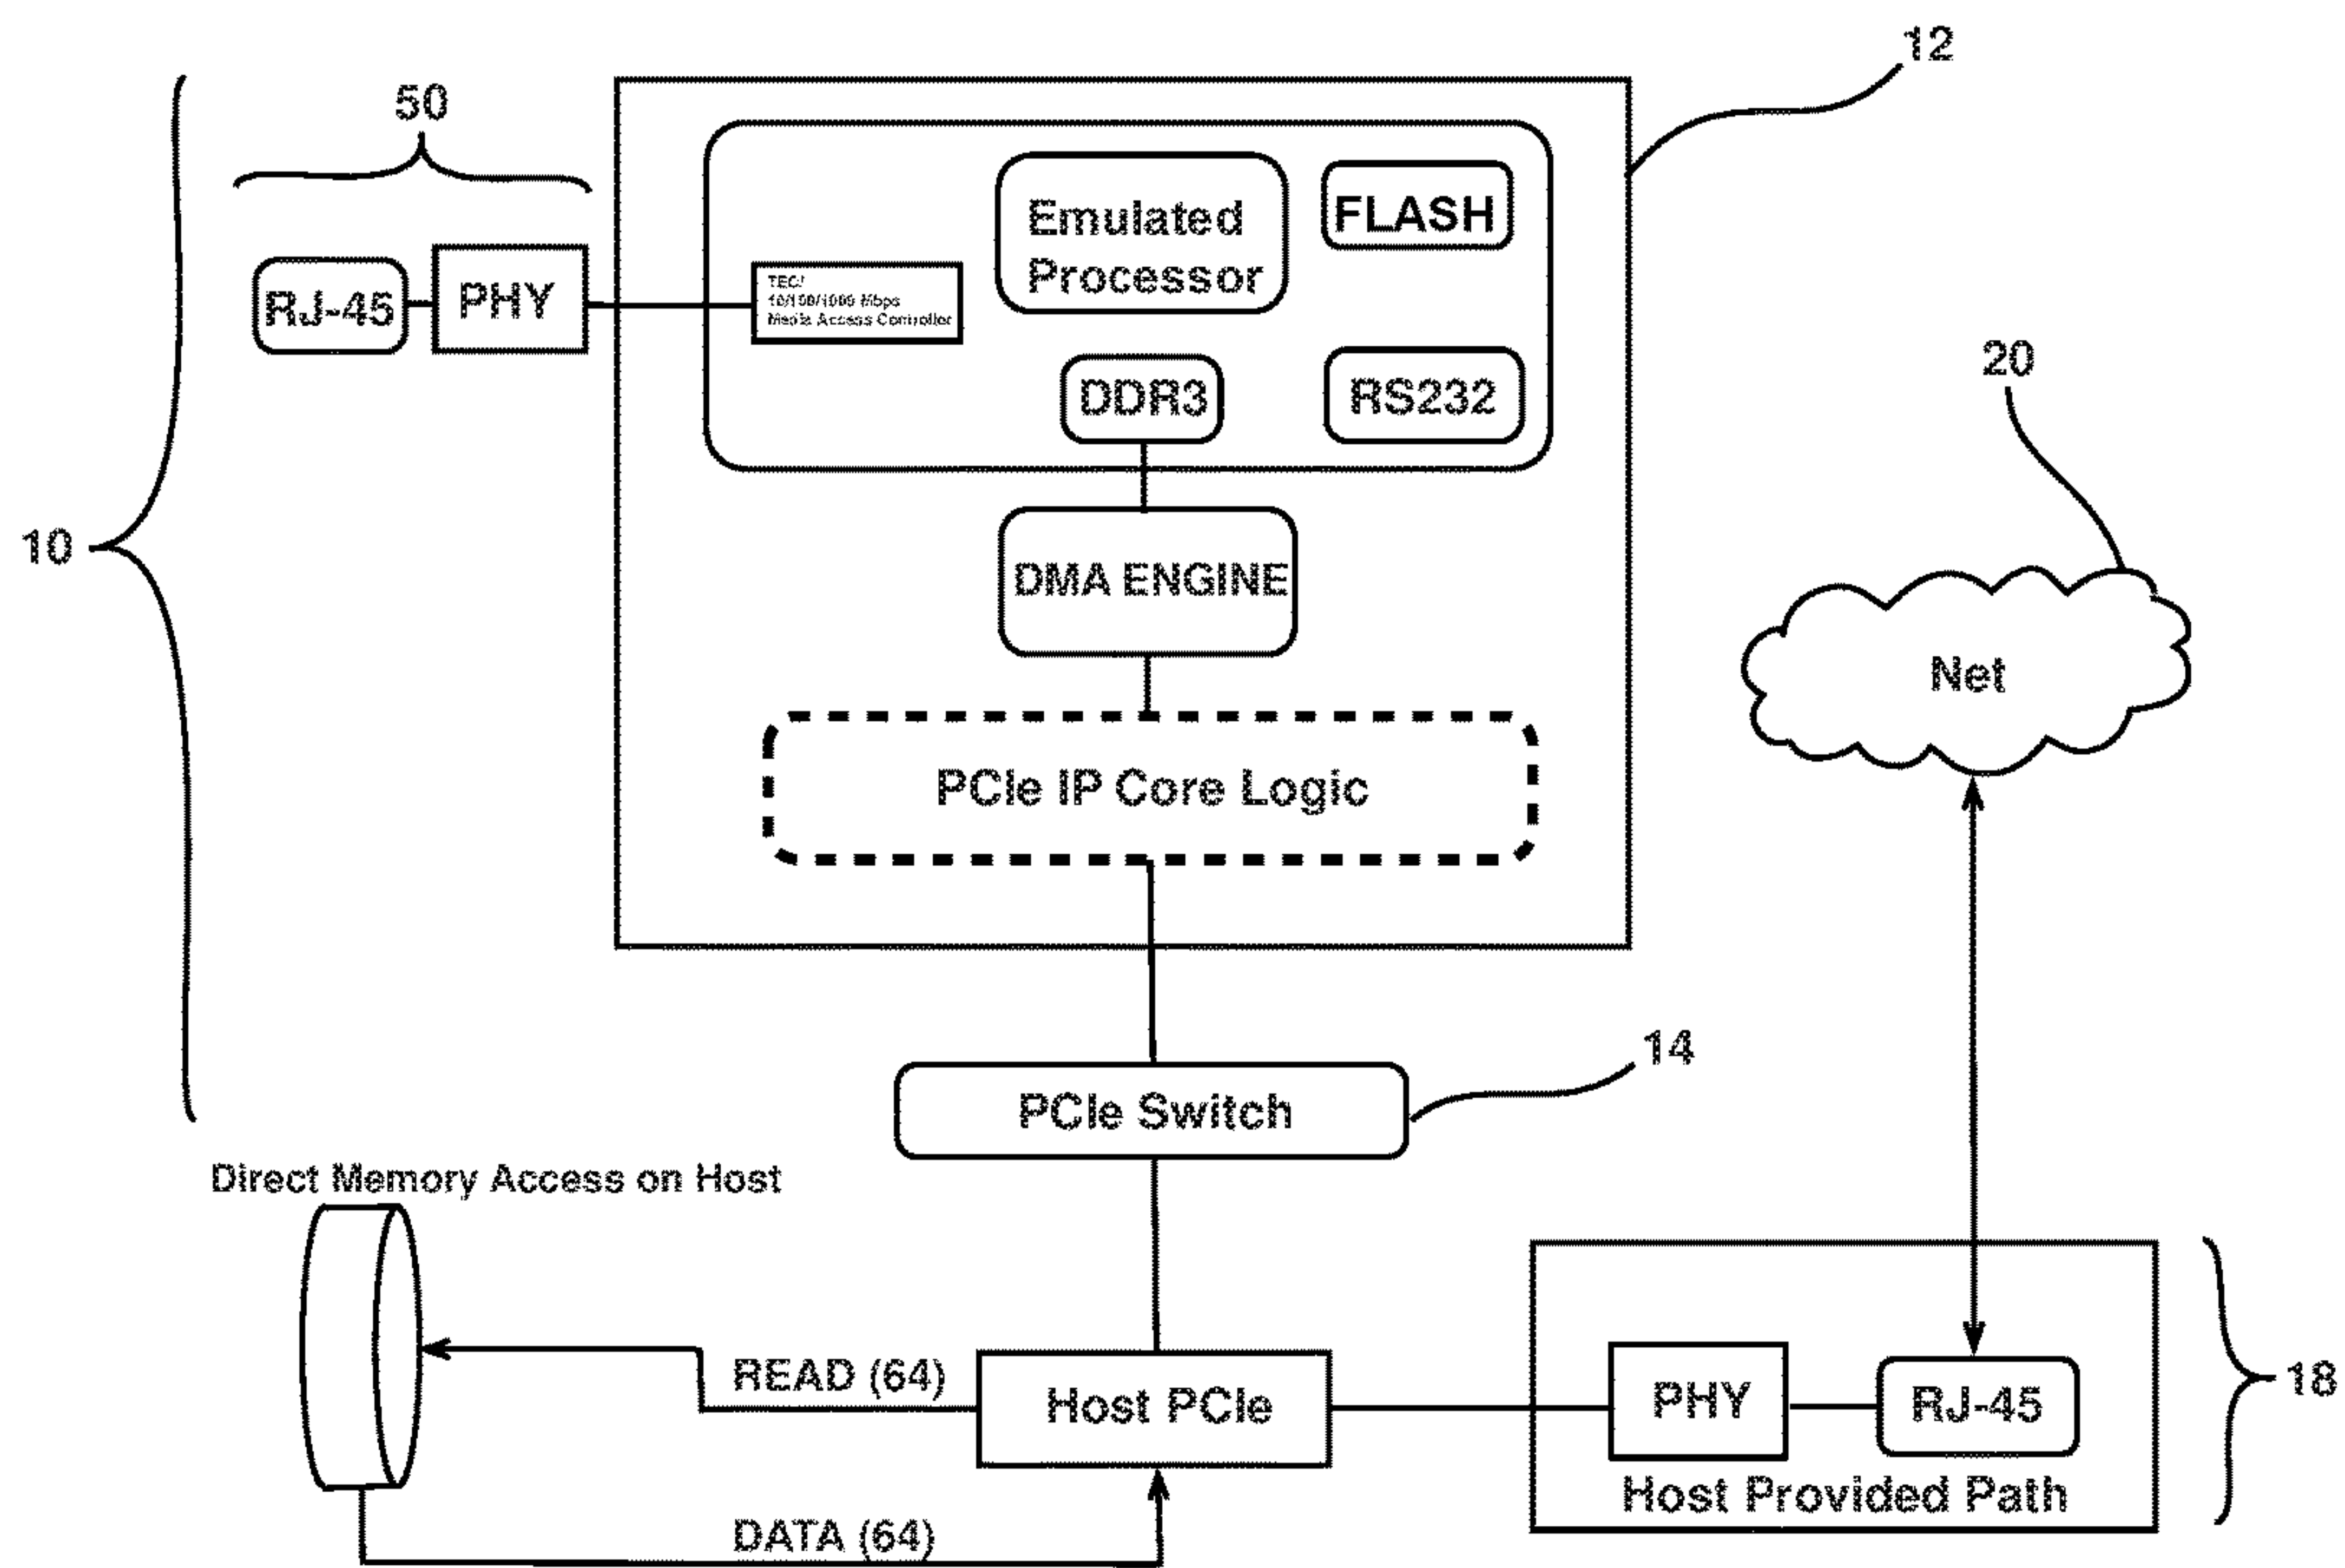 12
50
Emulated
Processor
FLASH
RJ-45
PHY
TEC/
10/100/1000 Mbps
Media Access Controller
DDR3
RS232
20
10
DMA ENGINE
Net
PCIe IP Core Logic
14
PCIe Switch
Direct Memory Access on Host
READ (64)
Host PCIe
PHY
RJ-45
18
Host Provided Path
DATA (64)